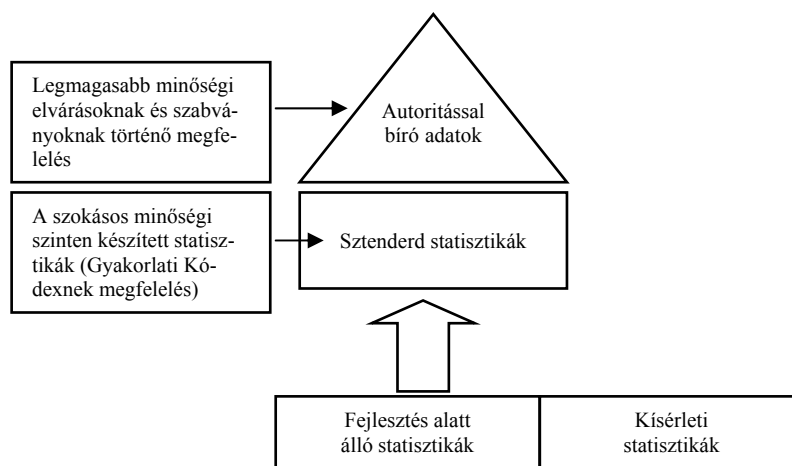 Legmagasabb minőségi
elvárásoknak és szabvá-
nyoknak történő megfe-
lelés
Autoritással
bíró adatok
A szokásos minőségi
szinten készített statisz-
tikák (Gyakorlati Kó-
dexnek megfelelés)
Sztenderd statisztikák
Fejlesztés alatt
álló statisztikák
Kísérleti
statisztikák